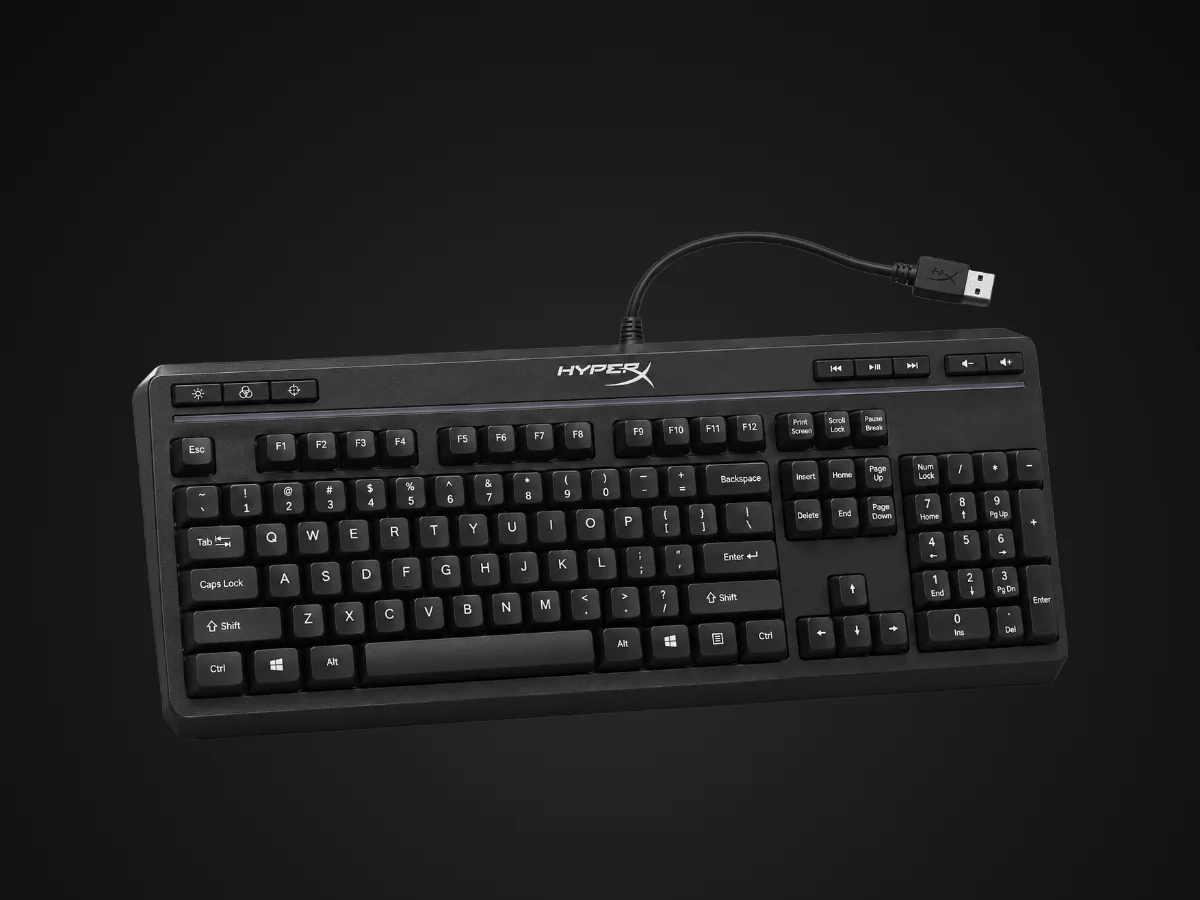 HYPERX
HX
Esc F1 F2 F3 F4 F5 F6 F7 F8 F9 F10 F11 F12 Print Screen Scroll Lock Pause Break
~ ` ! 1 @ 2 # 3 $ 4 % 5 ^ 6 & 7 * 8 ( 9 ) 0 _ - + = Backspace Insert Home Page Up Num Lock / * -
Tab Q W E R T Y U I O P { [ } ] | \ Delete End Page Down 7 Home 8 ↑ 9 Pg Up +
Caps Lock A S D F G H J K L : ; " ' Enter 4 ← 5 6 →
Shift Z X C V B N M < , > . ? / Shift ↑ 1 End 2 ↓ 3 Pg Dn Enter
Ctrl Alt Alt Ctrl ← ↓ → 0 Ins . Del